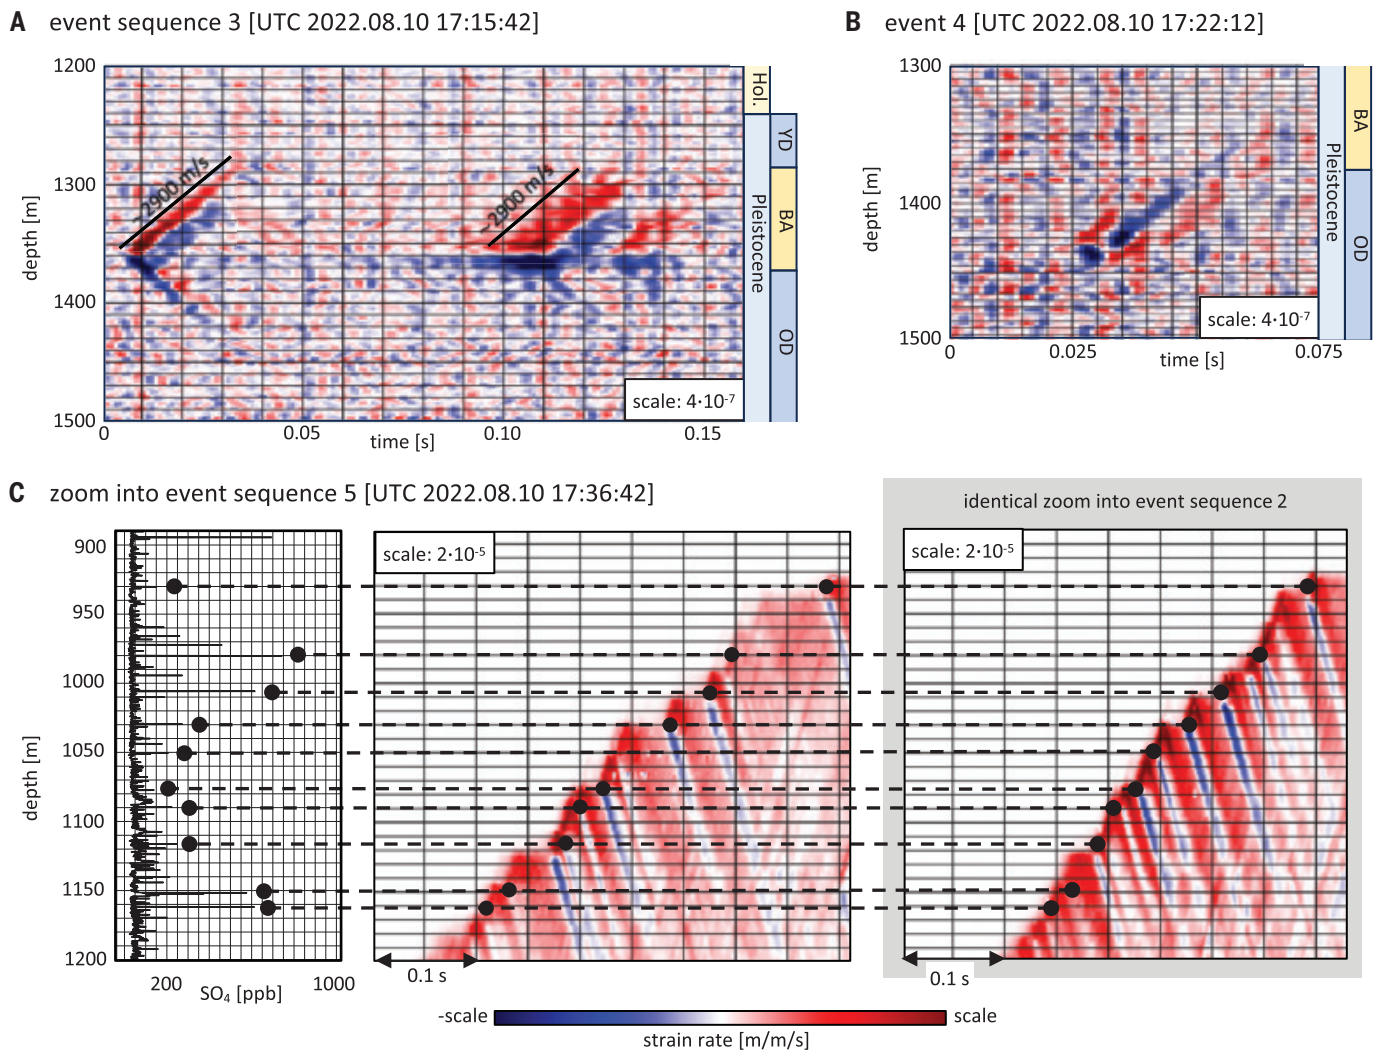 A event sequence 3 [UTC 2022.08.10 17:15:42]
1200
1300
1400
1500
depth [m]
~2900 m/s
~2900 m/s
scale: 4·10-7
0
0.05
0.10
0.15
time [s]
Hol.
Pleistocene
YD
BA
OD
B event 4 [UTC 2022.08.10 17:22:12]
1300
1400
1500
depth [m]
scale: 4·10-7
0
0.025
0.075
time [s]
Pleistocene
BA
OD
C zoom into event sequence 5 [UTC 2022.08.10 17:36:42]
identical zoom into event sequence 2
900
950
1000
1050
1100
1150
1200
depth [m]
200
1000
SO4 [ppb]
scale: 2·10-5
0.1 s
scale: 2·10-5
0.1 s
-scale
scale
strain rate [m/m/s]